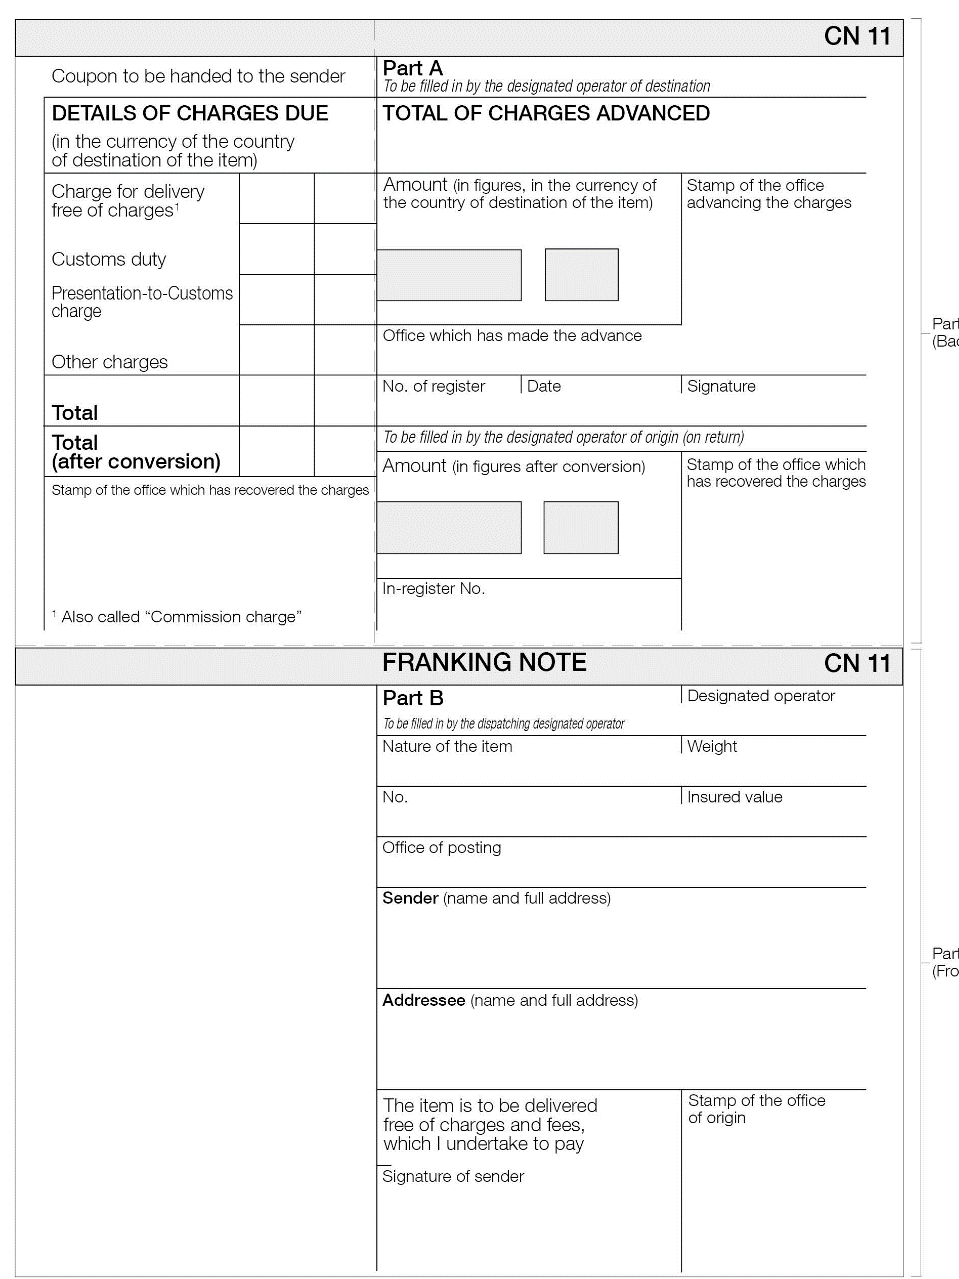 CN 11
Coupon to be handed to the sender
Part A
To be filled in by the designated operator of destination
DETAILS OF CHARGES DUE
(in the currency of the country
of destination of the item)
TOTAL OF CHARGES ADVANCED
Charge for delivery
free of charges¹
Customs duty
Presentation-to-Customs
charge
Other charges
Total
Total
(after conversion)
Stamp of the office which has recovered the charges
¹ Also called “Commission charge”
Amount (in figures, in the currency of
the country of destination of the item)
Stamp of the office
advancing the charges
Office which has made the advance
No. of register
Date
Signature
To be filled in by the designated operator of origin (on return)
Amount (in figures after conversion)
Stamp of the office which
has recovered the charges
In-register No.
Part
FRANKING NOTE
CN 11
Part B
Designated operator
To be filled in by the dispatching designated operator
Nature of the item
Weight
No.
Insured value
Office of posting
Sender (name and full address)
Addressee (name and full address)
The item is to be delivered
free of charges and fees,
which I undertake to pay
Stamp of the office
of origin
Signature of sender
Part